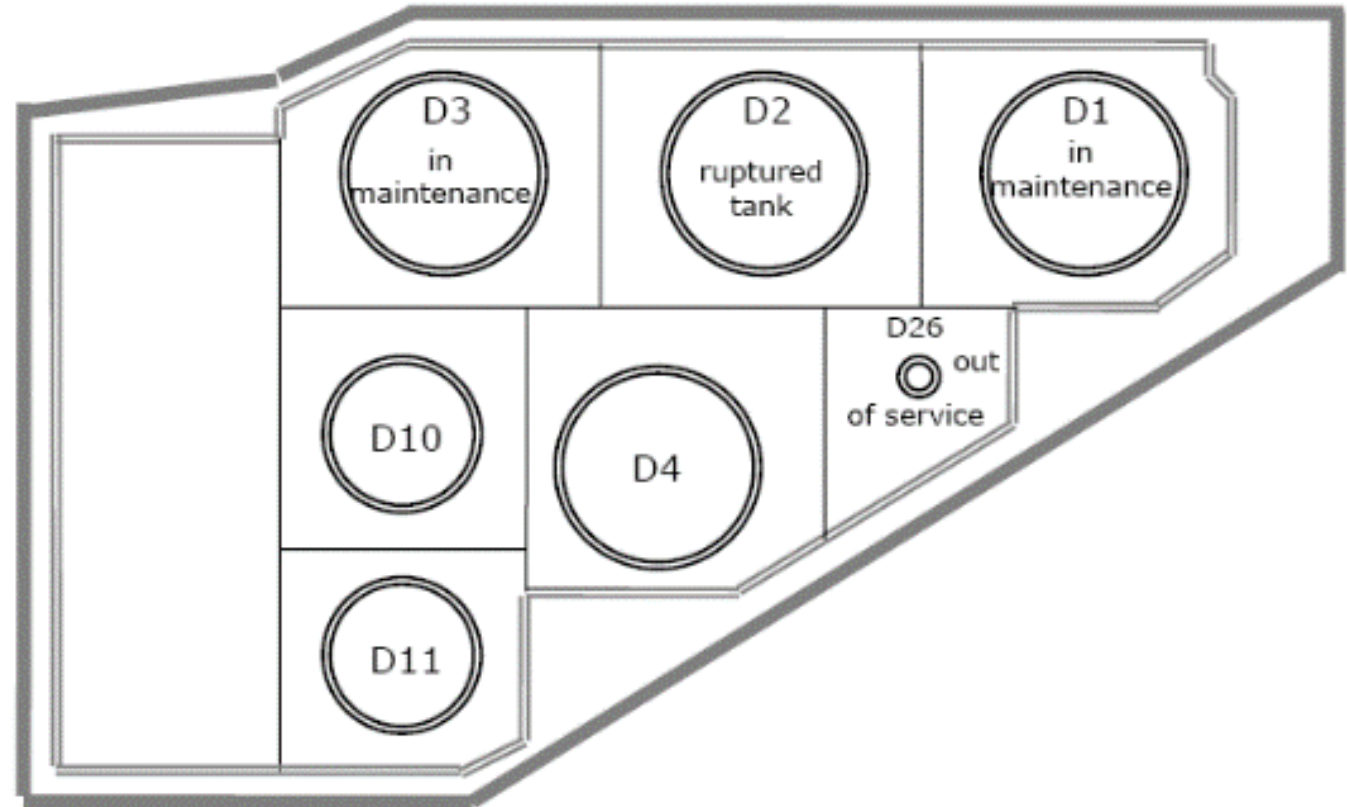 D3
in
maintenance
D2
ruptured
tank
D1
in
maintenance
D26
out
of service
D10
D4
D11